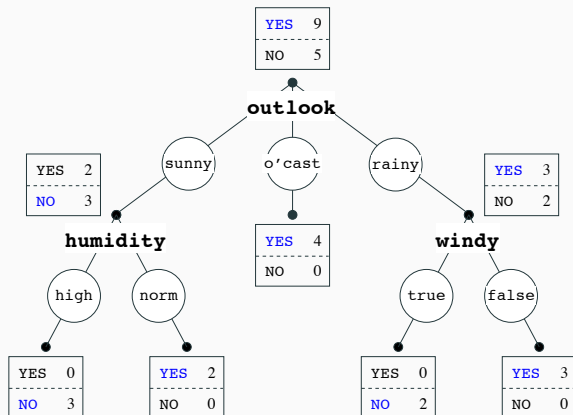 YES 9
NO 5
outlook
sunny
o'cast
rainy
YES 2
NO 3
YES 3
NO 2
YES 4
NO 0
humidity
windy
high
norm
true
false
YES 0
NO 3
YES 2
NO 0
YES 0
NO 2
YES 3
NO 0